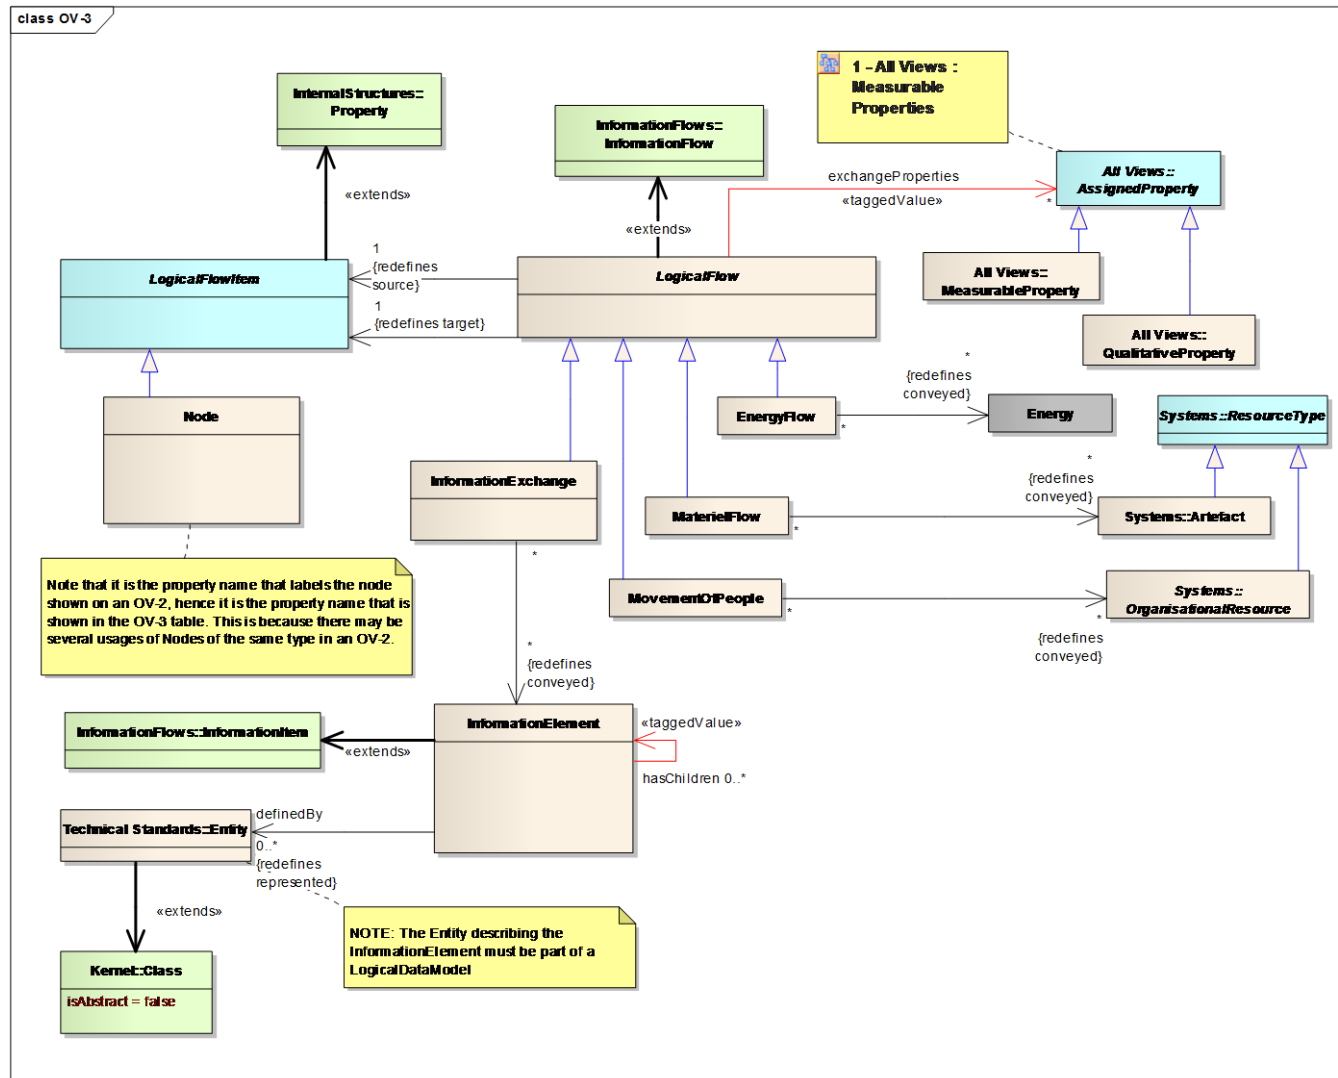 class OV-3
InternalStructures::
Property
InformationFlows::
InformationFlow
1 - All Views :
Measurable
Properties
All Views::
AssignedProperty
exchangeProperties
«taggedValue»
*
«extends»
«extends»
1
{redefines
source}
1
{redefines target}
LogicalFlowItem
LogicalFlow
All Views::
MeasurableProperty
All Views::
QualitativeProperty
Node
EnergyFlow
*
*
{redefines
conveyed}
Energy
Systems::ResourceType
InformationExchange
*
MaterielFlow
*
*
{redefines
conveyed}
Systems::Artefact
MovementOfPeople
*
Systems::
OrganisationalResource
*
{redefines
conveyed}
Note that it is the property name that labels the node
shown on an OV-2, hence it is the property name that is
shown in the OV-3 table. This is because there may be
several usages of Nodes of the same type in an OV-2.
*
{redefines
conveyed}
InformationFlows::InformationItem
«extends»
InformationElement
«taggedValue»
hasChildren 0..*
Technical Standards::Entity
definedBy
0..*
{redefines
represented}
«extends»
NOTE: The Entity describing the
InformationElement must be part of a
LogicalDataModel
Kernel::Class
isAbstract = false